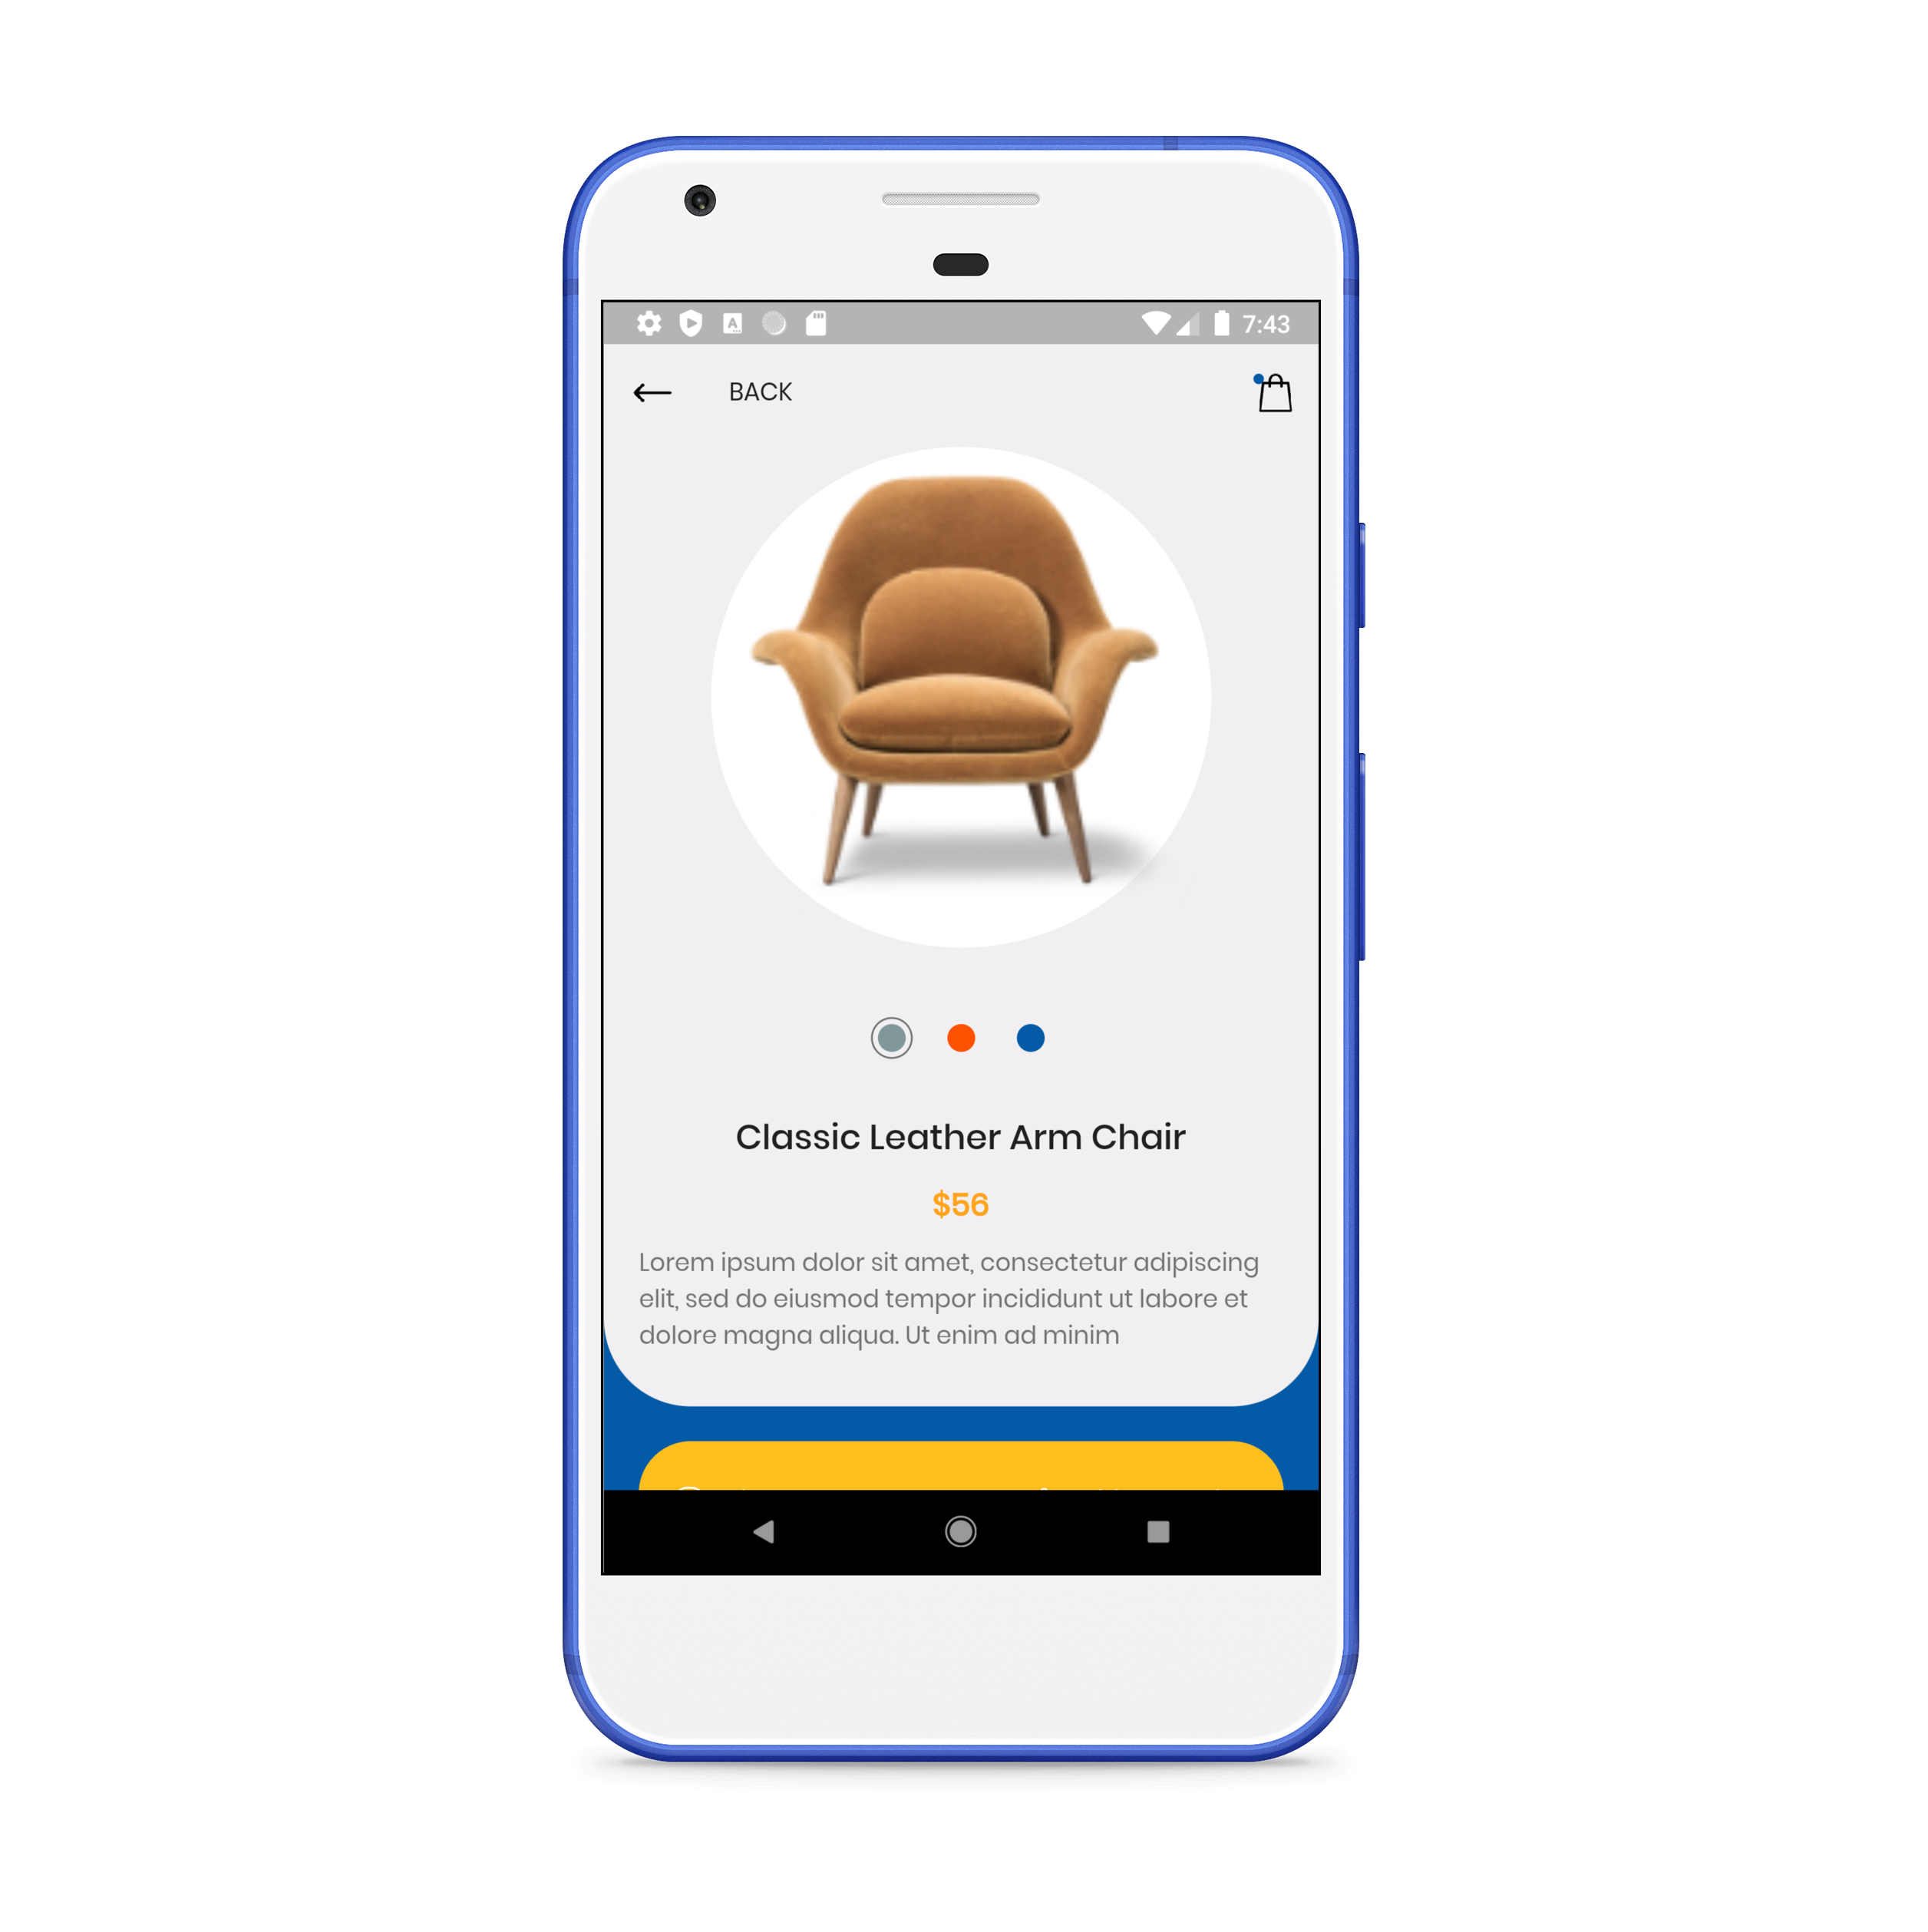 7:43
BACK
Classic Leather Arm Chair
$56
Lorem ipsum dolor sit amet, consectetur adipiscing
elit, sed do eiusmod tempor incididunt ut labore et
dolore magna aliqua. Ut enim ad minim